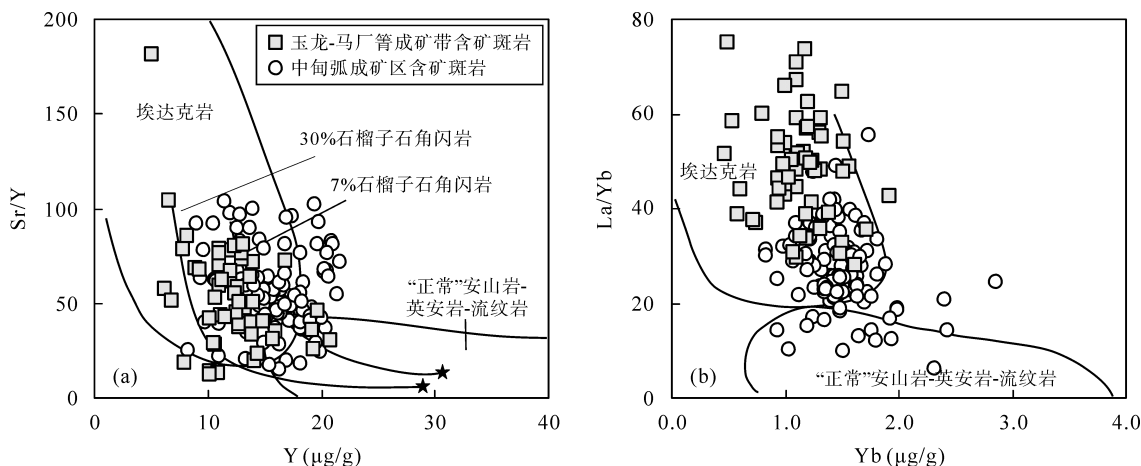 200
150
100
50
0
Sr/Y
玉龙-马厂箐成矿带含矿斑岩
中甸弧成矿区含矿斑岩
埃达克岩
30%石榴子石角闪岩
7%石榴子石角闪岩
“正常”安山岩-
英安岩-流纹岩
(a)
0
10
20
30
40
Y (μg/g)
80
60
40
20
0
La/Yb
埃达克岩
(b)
“正常”安山岩-英安岩-流纹岩
0.0
1.0
2.0
3.0
4.0
Yb (μg/g)